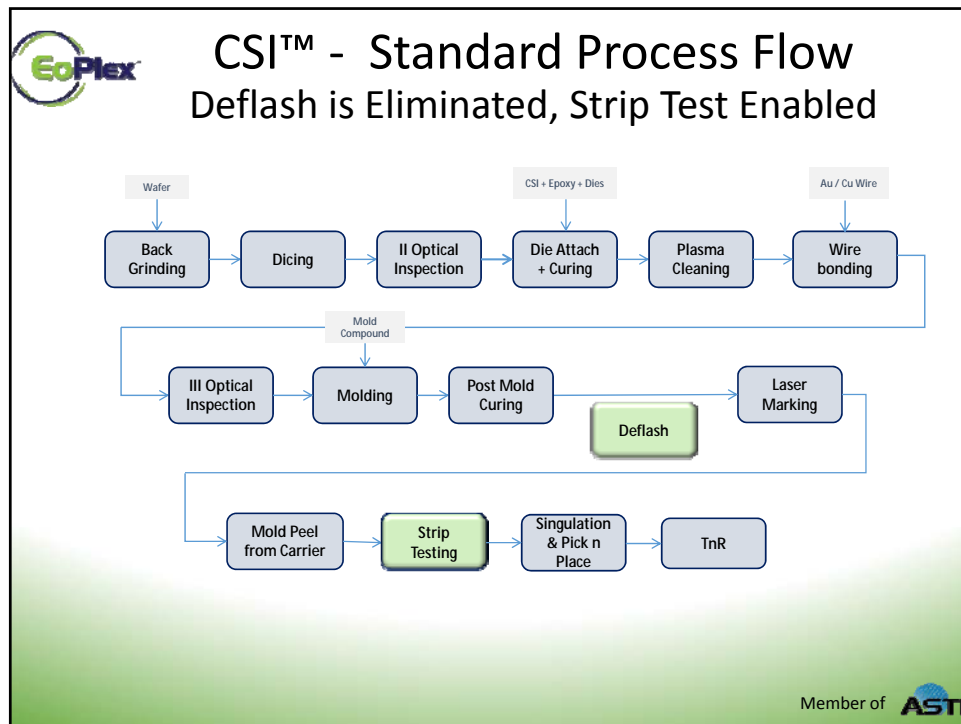 EoPlex
CSI™ - Standard Process Flow
Deflash is Eliminated, Strip Test Enabled
Wafer
CSI + Epoxy + Dies
Au / Cu Wire
Back
Grinding
Dicing
II Optical
Inspection
Die Attach
+ Curing
Plasma
Cleaning
Wire
bonding
Mold
Compound
III Optical
Inspection
Molding
Post Mold
Curing
Deflash
Laser
Marking
Mold Peel
from Carrier
Strip
Testing
Singulation
& Pick n
Place
TnR
Member of